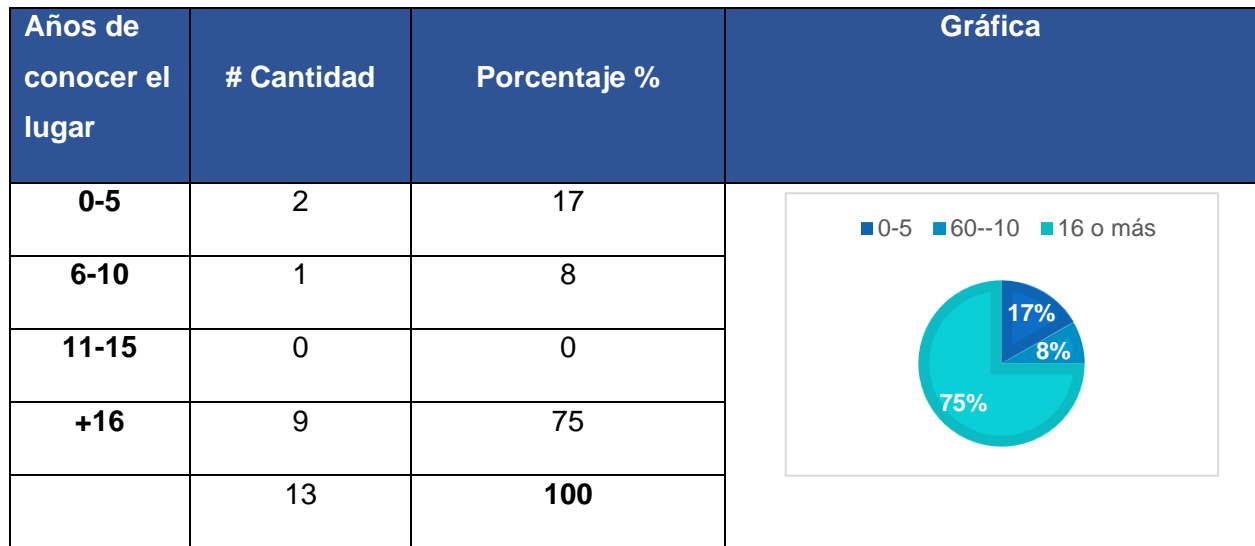 Años de
conocer el
lugar
# Cantidad
Porcentaje %
Gráfica
0-5
2
17
6-10
1
8
11-15
0
0
+16
9
75
13
100
0-5 60--10 16 o más
17%
8%
75%